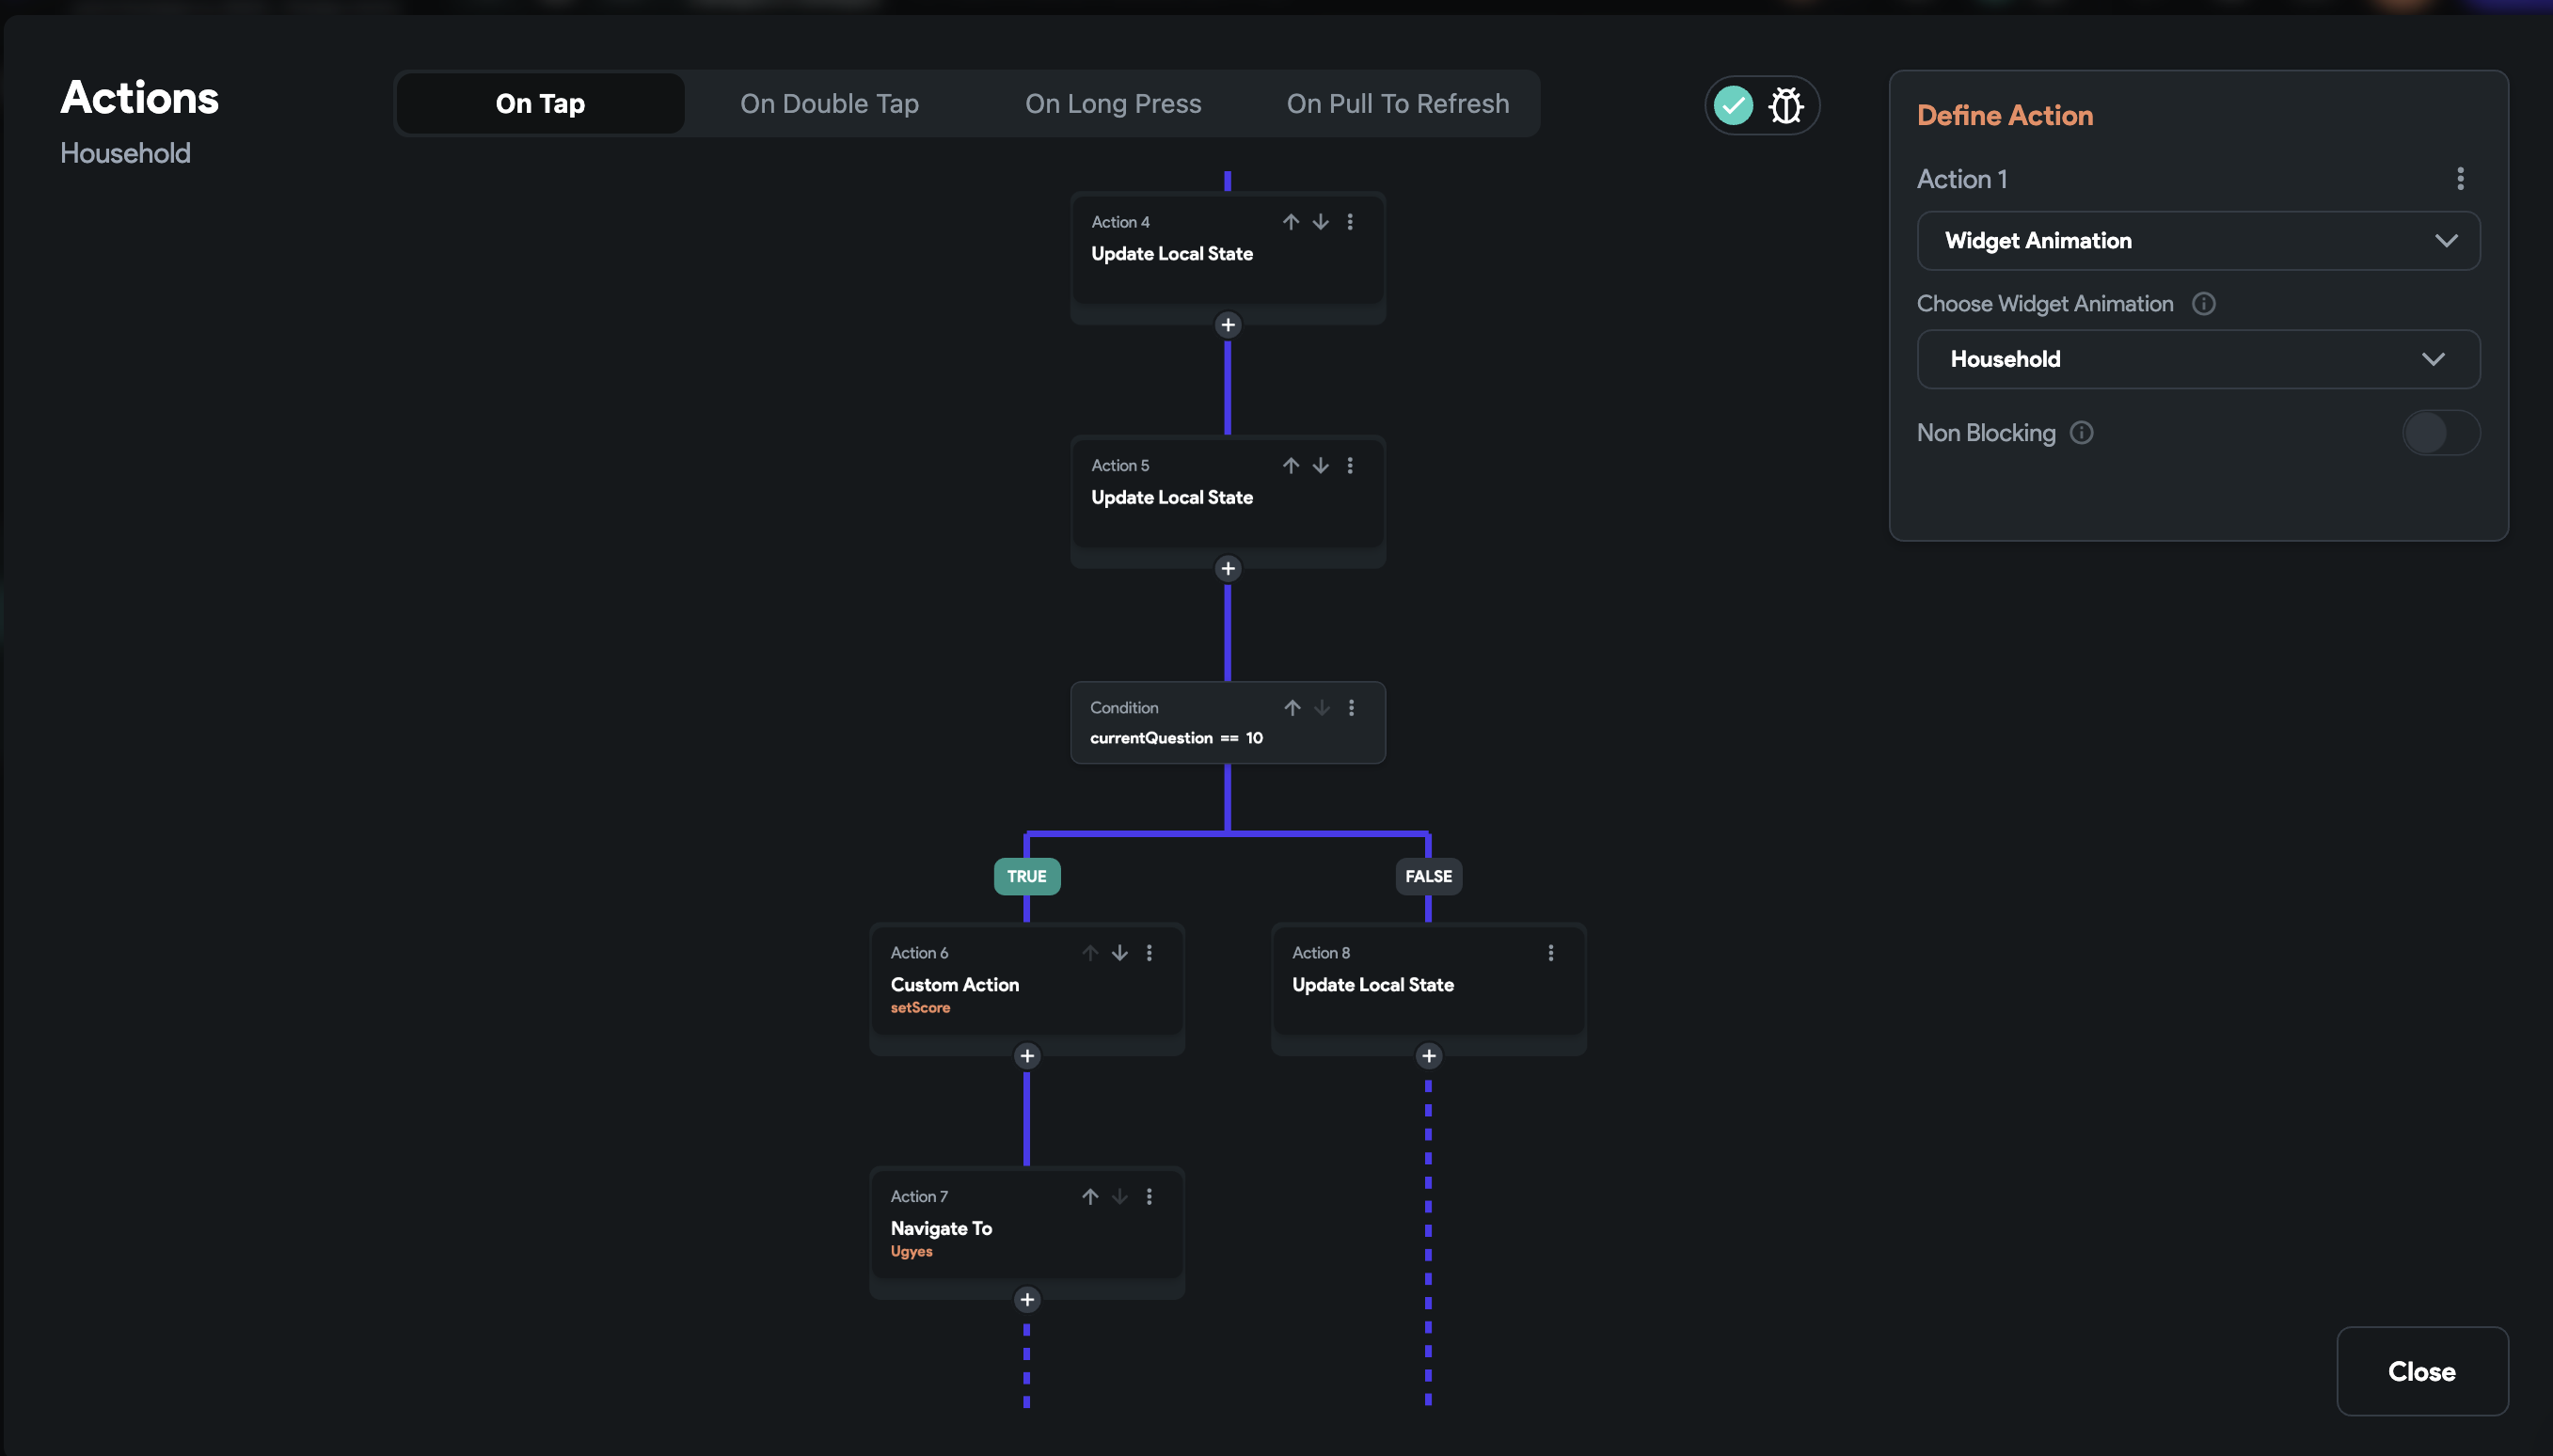 Actions
Household
On Tap
On Double Tap
On Long Press
On Pull To Refresh
Action 4
Update Local State
Action 5
Update Local State
Condition
currentQuestion == 10
TRUE
FALSE
Action 6
Custom Action
setScore
Action 8
Update Local State
Action 7
Navigate To
Ugyes
Define Action
Action 1
Widget Animation
Choose Widget Animation
Household
Non Blocking
Close